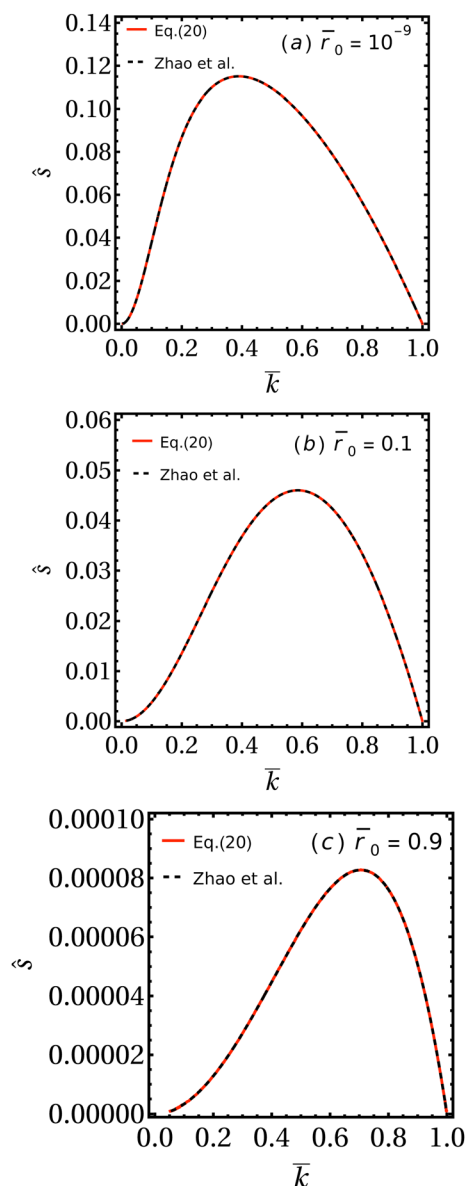 0.14
0.12
0.10
0.08
0.06
0.04
0.02
0.00
ŝ
Eq.(20)
Zhao et al.
(a) r̅₀ = 10⁻⁹
0.0 0.2 0.4 0.6 0.8 1.0
k̅
0.06
0.05
0.04
0.03
0.02
0.01
0.00
ŝ
Eq.(20)
Zhao et al.
(b) r̅₀ = 0.1
0.0 0.2 0.4 0.6 0.8 1.0
k̅
0.00010
0.00008
0.00006
0.00004
0.00002
0.00000
ŝ
Eq.(20)
Zhao et al.
(c) r̅₀ = 0.9
0.0 0.2 0.4 0.6 0.8 1.0
k̅